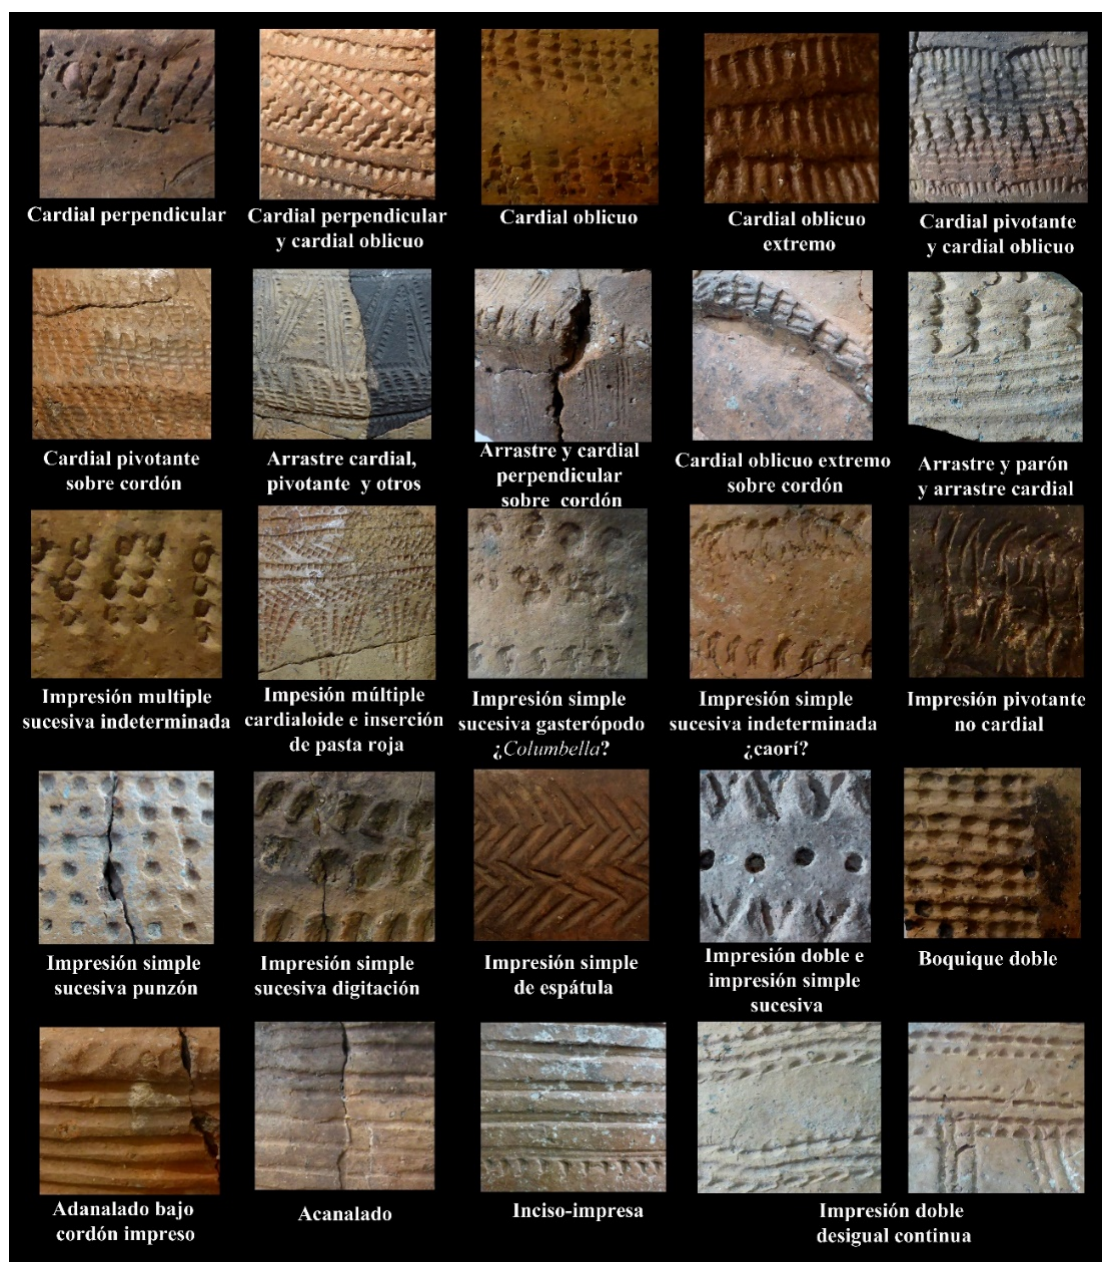 Cardial perpendicular
Cardial perpendicular
y cardial oblicuo
Cardial oblicuo
Cardial oblicuo
extremo
Cardial pivotante
y cardial oblicuo
Cardial pivotante
sobre cordón
Arrastre cardial,
pivotante y otros
Arrastre y cardial
perpendicular
sobre cordón
Cardial oblicuo extremo
sobre cordón
Arrastre y parón
y arrastre cardial
Impresión multiple
sucesiva indeterminada
Impesión múltiple
cardialoide e inserción
de pasta roja
Impresión simple
sucesiva gasterópodo
¿Columbella?
Impresión simple
sucesiva indeterminada
¿caorí?
Impresión pivotante
no cardial
Impresión simple
sucesiva punzón
Impresión simple
sucesiva digitación
Impresión simple
de espátula
Impresión doble e
impresión simple
sucesiva
Boquique doble
Adanalado bajo
cordón impreso
Acanalado
Inciso-impresa
Impresión doble
desigual continua